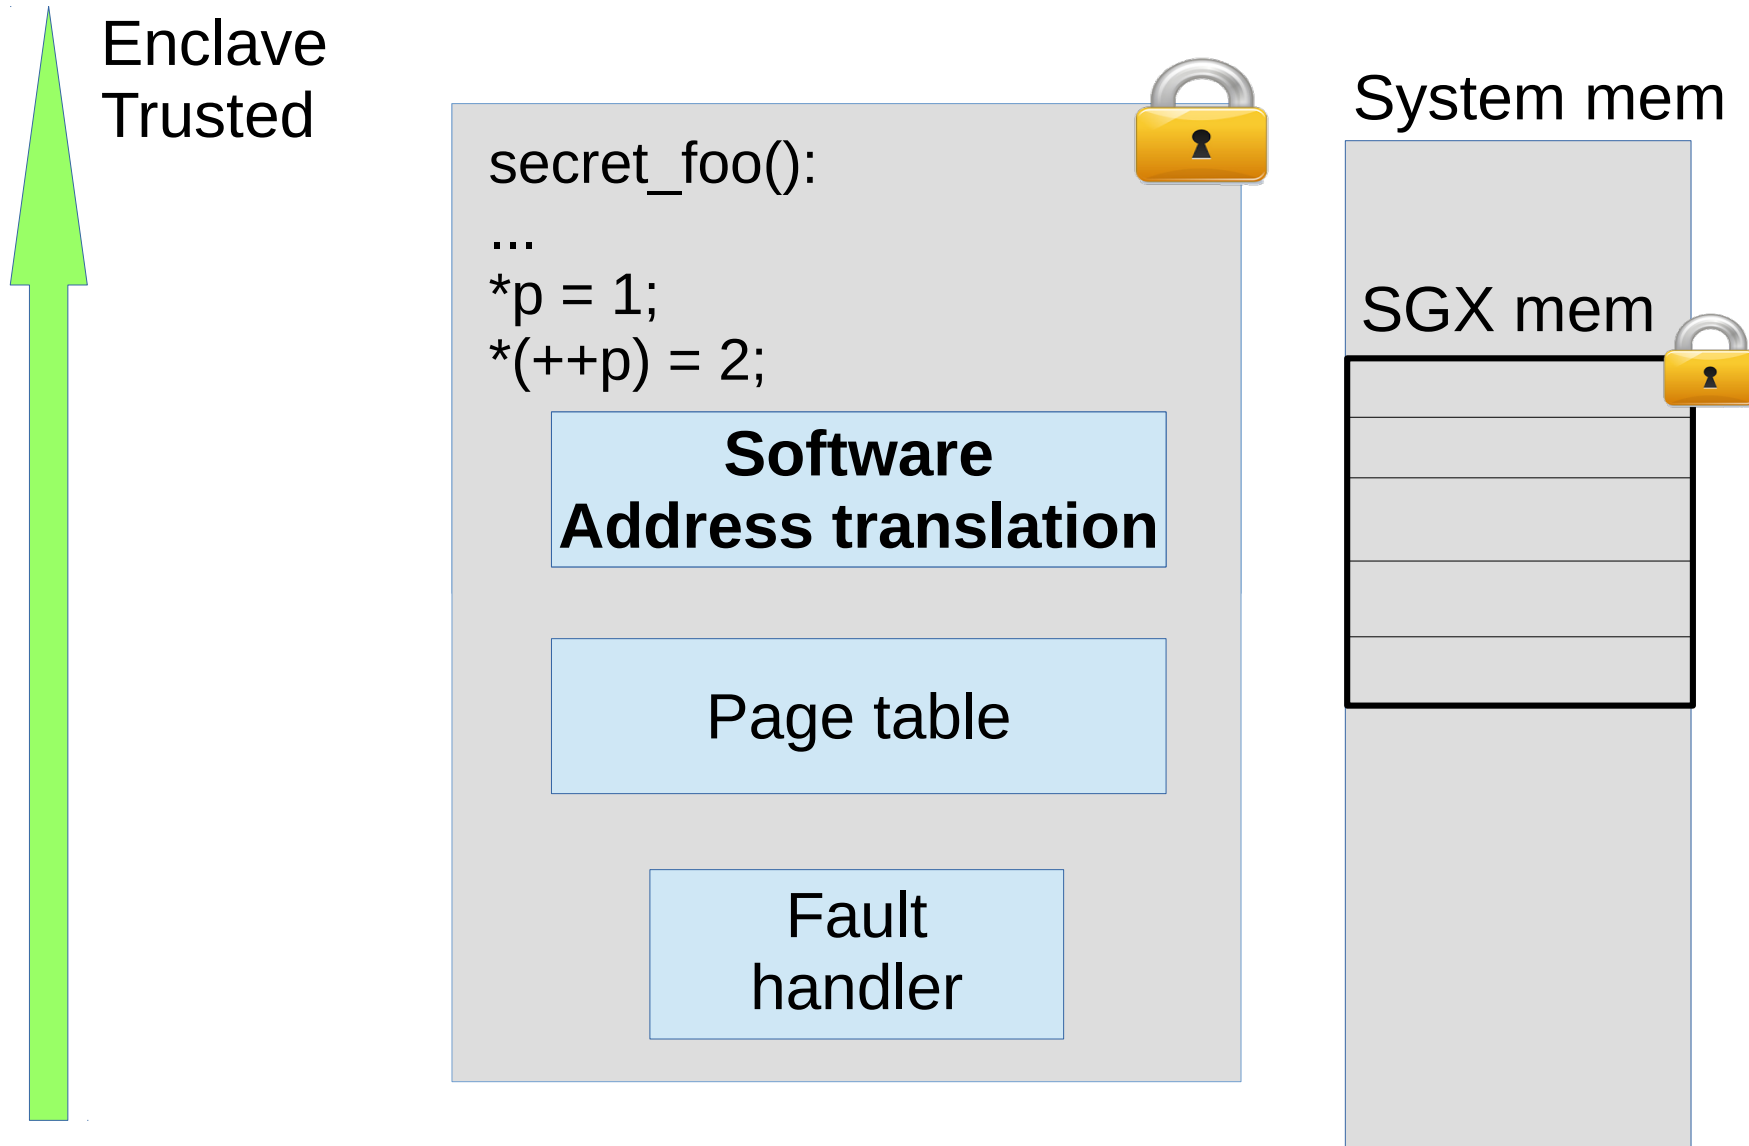 Enclave
Trusted
secret_foo():
...
*p = 1;
*(++p) = 2;
Software
Address translation
Page table
Fault
handler
System mem
SGX mem